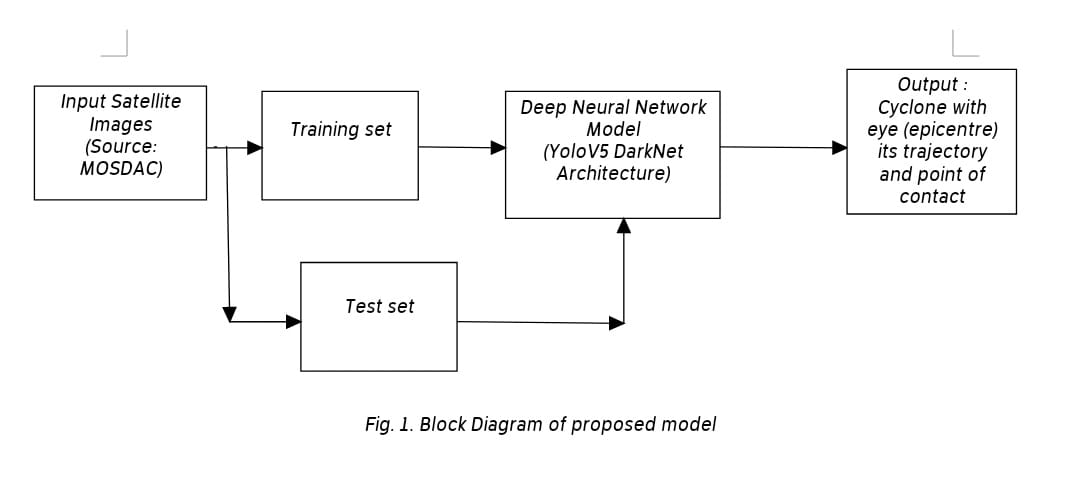 Input Satellite
Images
(Source:
MOSDAC)
Training set
Deep Neural Network
Model
(YoloV5 DarkNet
Architecture)
Output :
Cyclone with
eye (epicentre)
its trajectory
and point of
contact
Test set
Fig. 1. Block Diagram of proposed model